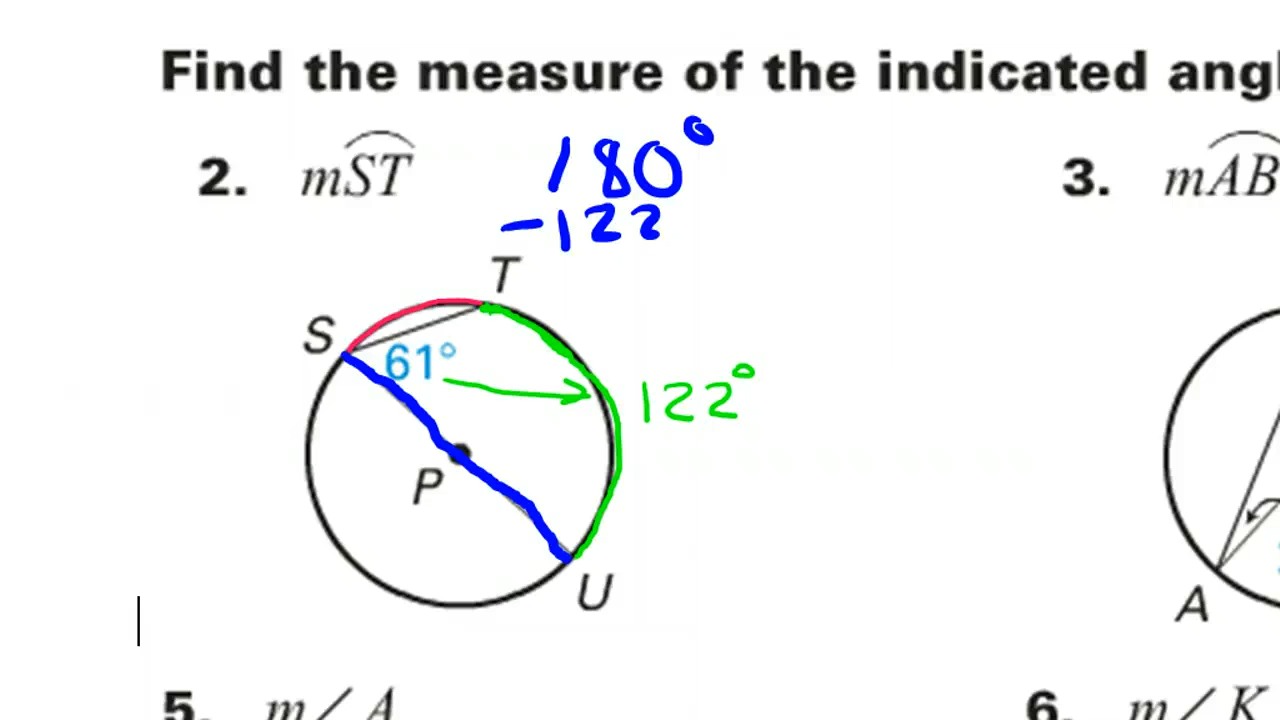 Find the measure of the indicated angl
2. mST 180°
3. mAB
-122
T
S
61°
122°
P
U
A
5. m∠A
6. m∠K